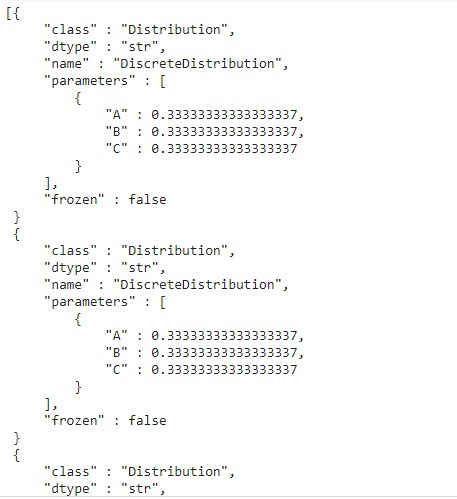 [{
"class" : "Distribution",
"dtype" : "str",
"name" : "DiscreteDistribution",
"parameters" : [
{
"A" : 0.33333333333333337,
"B" : 0.33333333333333337,
"C" : 0.33333333333333337
}
],
"frozen" : false
}
{
"class" : "Distribution",
"dtype" : "str",
"name" : "DiscreteDistribution",
"parameters" : [
{
"A" : 0.33333333333333337,
"B" : 0.33333333333333337,
"C" : 0.33333333333333337
}
],
"frozen" : false
}
{
"class" : "Distribution",
"dtype" : "str",